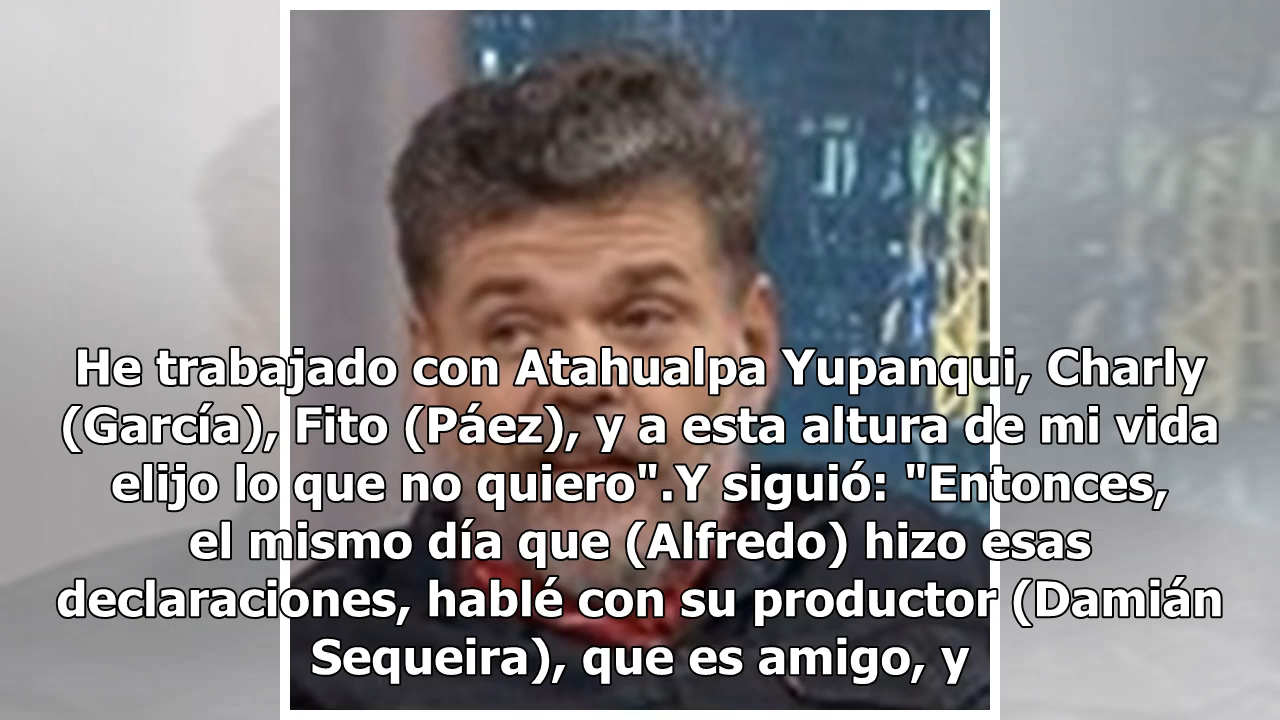 He trabajado con Atahualpa Yupanqui, Charly
(García), Fito (Páez), y a esta altura de mi vida
elijo lo que no quiero".Y siguió: "Entonces,
el mismo día que (Alfredo) hizo esas
declaraciones, hablé con su productor (Damián
Sequeira), que es amigo, y